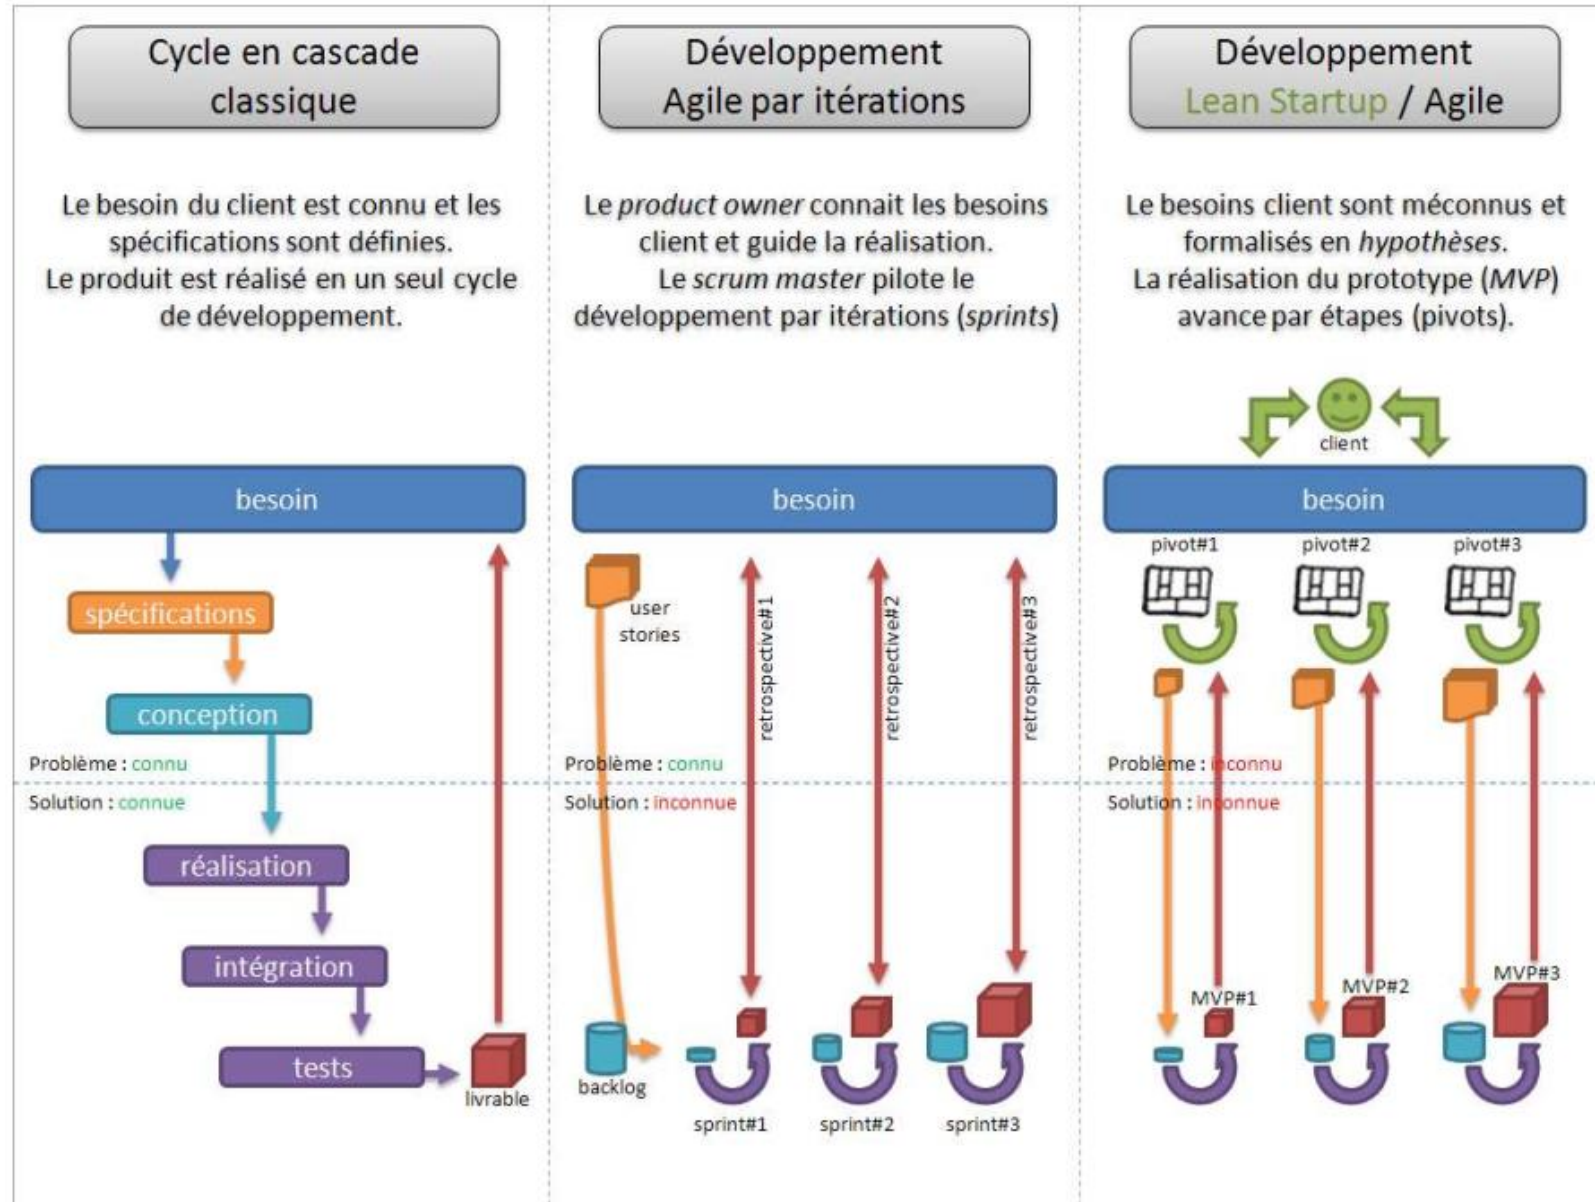 Cycle en cascade
classique
Le besoin du client est connu et les
spécifications sont définies.
Le produit est réalisé en un seul cycle
de développement.
besoin
spécifications
conception
Problème : connu
Solution : connue
réalisation
intégration
tests
livrable
Développement
Agile par itérations
Le product owner connait les besoins
client et guide la réalisation.
Le scrum master pilote le
développement par itérations (sprints)
besoin
user
stories
retrospective#1
retrospective#2
retrospective#3
Problème : connu
Solution : inconnue
backlog
sprint#1
sprint#2
sprint#3
Développement
Lean Startup / Agile
Le besoins client sont méconnus et
formalisés en hypothèses.
La réalisation du prototype (MVP)
avance par étapes (pivots).
client
besoin
pivot#1
pivot#2
pivot#3
Problème : inconnu
Solution : inconnue
MVP#1
MVP#2
MVP#3